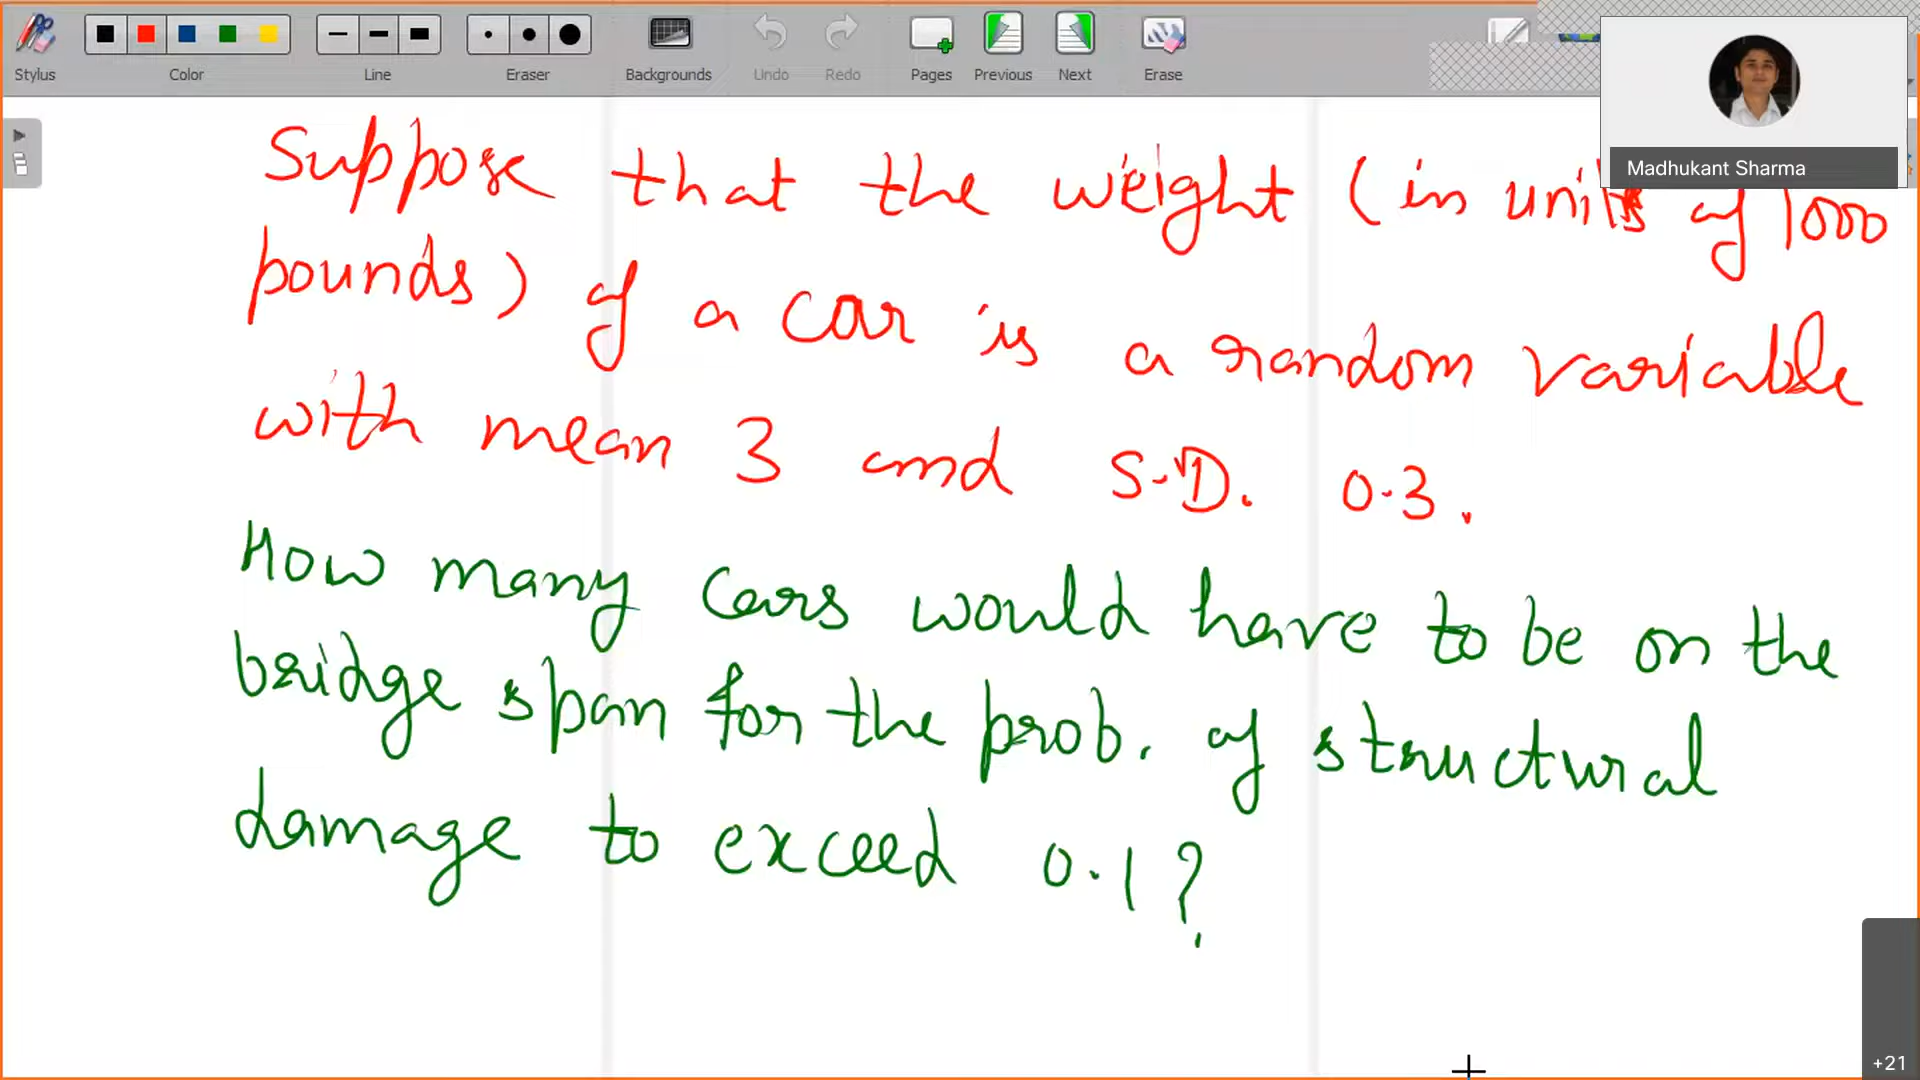 Stylus Color Line Eraser Backgrounds Undo Redo Pages Previous Next Erase
Madhukant Sharma
Suppose that the weight (in units of 1000
pounds) of a car is a random variable
with mean 3 and S.D. 0.3.
How many cars would have to be on the
bridge span for the prob. of structural
damage to exceed 0.1?
+21